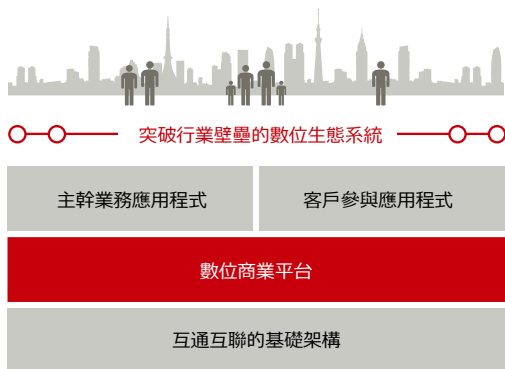 突破行業壁壘的數位生態系統
主幹業務應用程式
客戶參與應用程式
數位商業平台
互通互聯的基礎架構